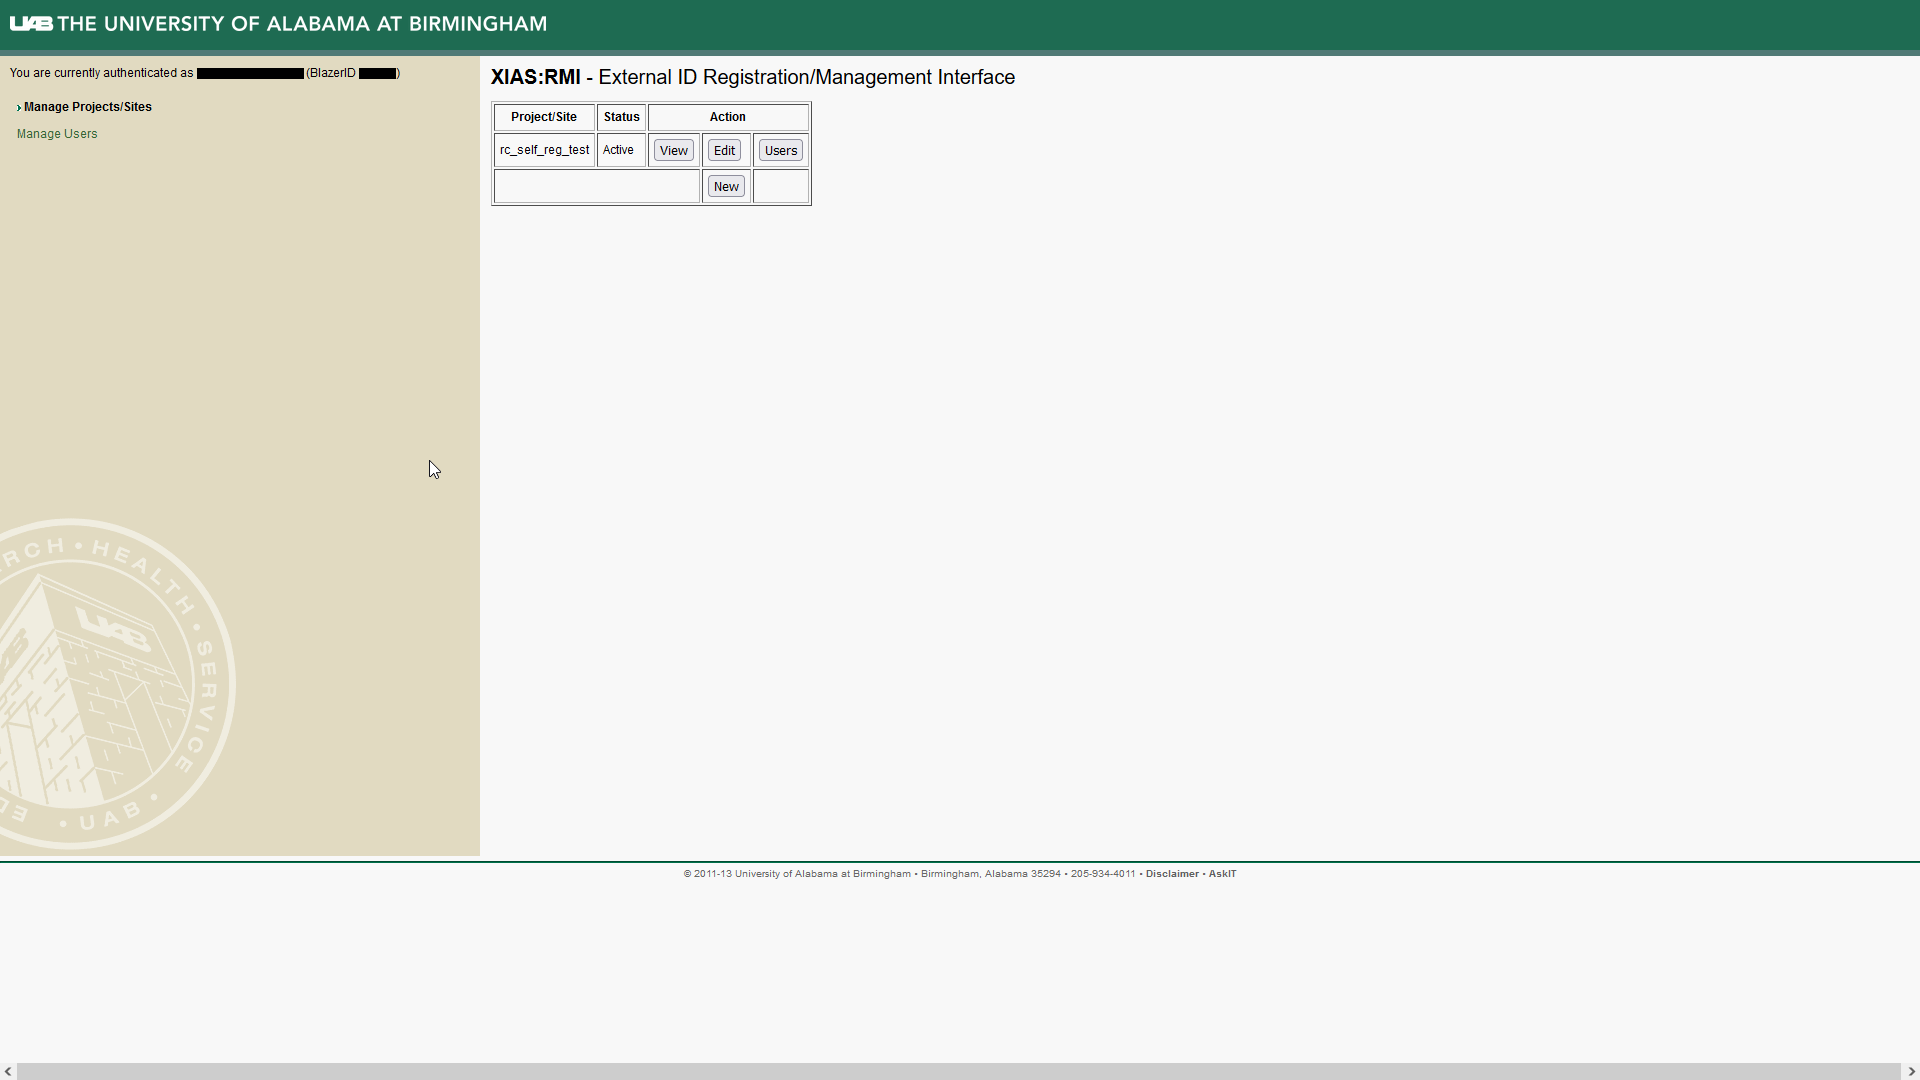 UAB THE UNIVERSITY OF ALABAMA AT BIRMINGHAM
You are currently authenticated as (BlazerID )
› Manage Projects/Sites
Manage Users
XIAS:RMI - External ID Registration/Management Interface
Project/Site Status Action
rc_self_reg_test Active View Edit Users
New
RCH • HEALTH • SERVICE • UAB • ED
UAB
© 2011-13 University of Alabama at Birmingham • Birmingham, Alabama 35294 • 205-934-4011 • Disclaimer • AskIT